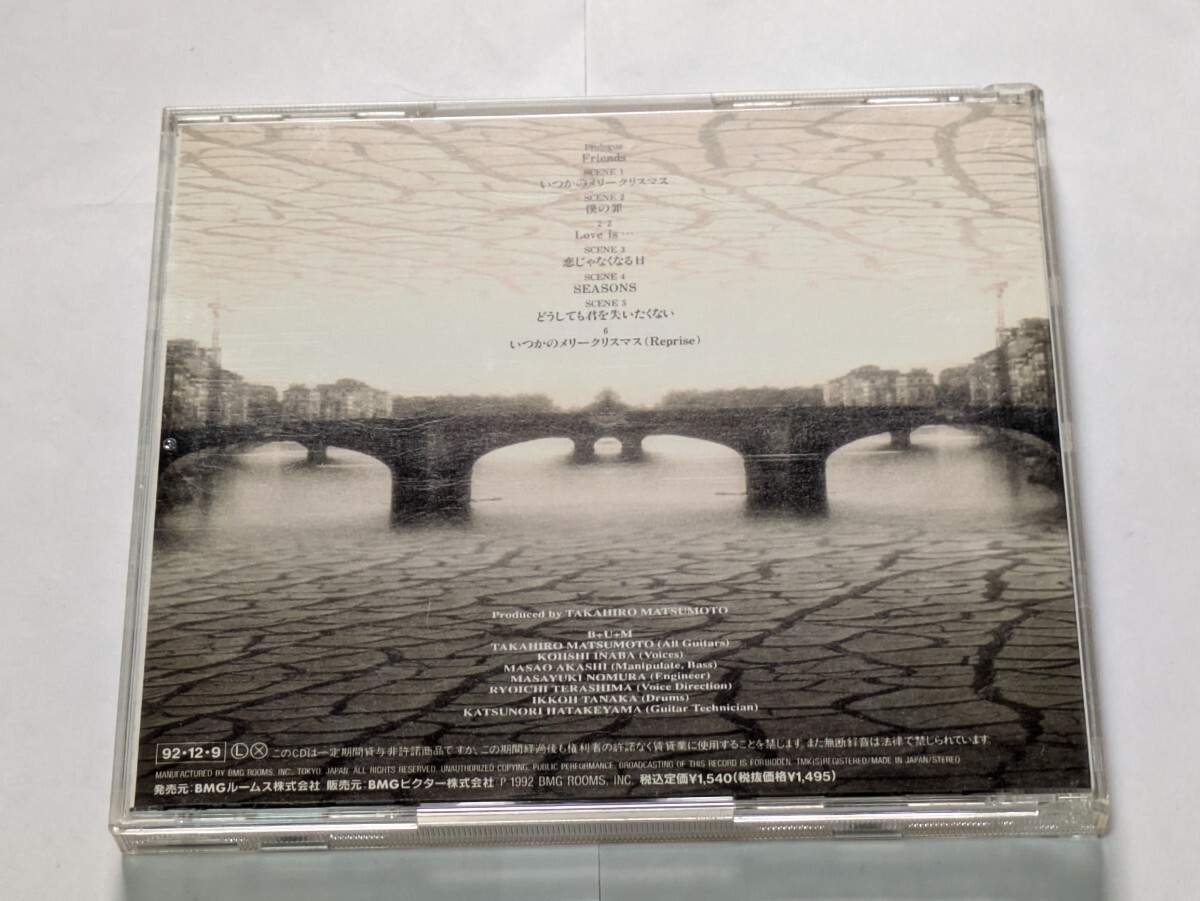 Prologue
Friends
SCENE 1
いつかのメリークリスマス
SCENE 2
僕の罪
2-2
Love is…
SCENE 3
恋じゃなくなる日
SCENE 4
SEASONS
SCENE 5
どうしても君を失いたくない
6
いつかのメリークリスマス(Reprise)
Produced by TAKAHIRO MATSUMOTO
B+U+M
TAKAHIRO MATSUMOTO (All Guitars)
KOHSHI INABA (Voices)
MASAO AKASHI (Manipulate, Bass)
MASAYUKI NOMURA (Engineer)
RYOICHI TERASHIMA (Voice Direction)
IKKOH TANAKA (Drums)
KATSUNORI HATAKEYAMA (Guitar Technician)
92・12・9 Ⓛ Ⓧ このCDは一定期間貸与非許諾商品ですが、この期間経過後も権利者の許諾なく賃貸業に使用することを禁じます。また無断録音は法律で禁じられています。
MANUFACTURED BY BMG ROOMS, INC., TOKYO, JAPAN. ALL RIGHTS RESERVED. UNAUTHORIZED COPYING, PUBLIC PERFORMANCE, BROADCASTING OF THIS RECORD IS FORBIDDEN. TMK(S)REGISTERED/MADE IN JAPAN/STEREO
発売元:BMGルームス株式会社 販売元:BMGビクター株式会社 Ⓟ 1992 BMG ROOMS, INC. 税込定価¥1,540(税抜価格¥1,495)